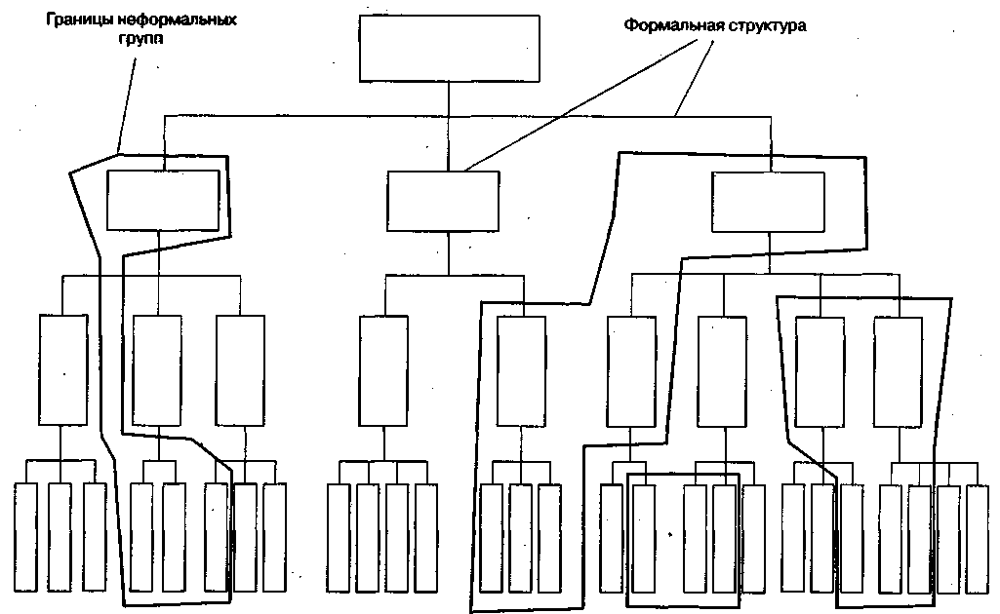 Границы неформальных
групп
Формальная структура